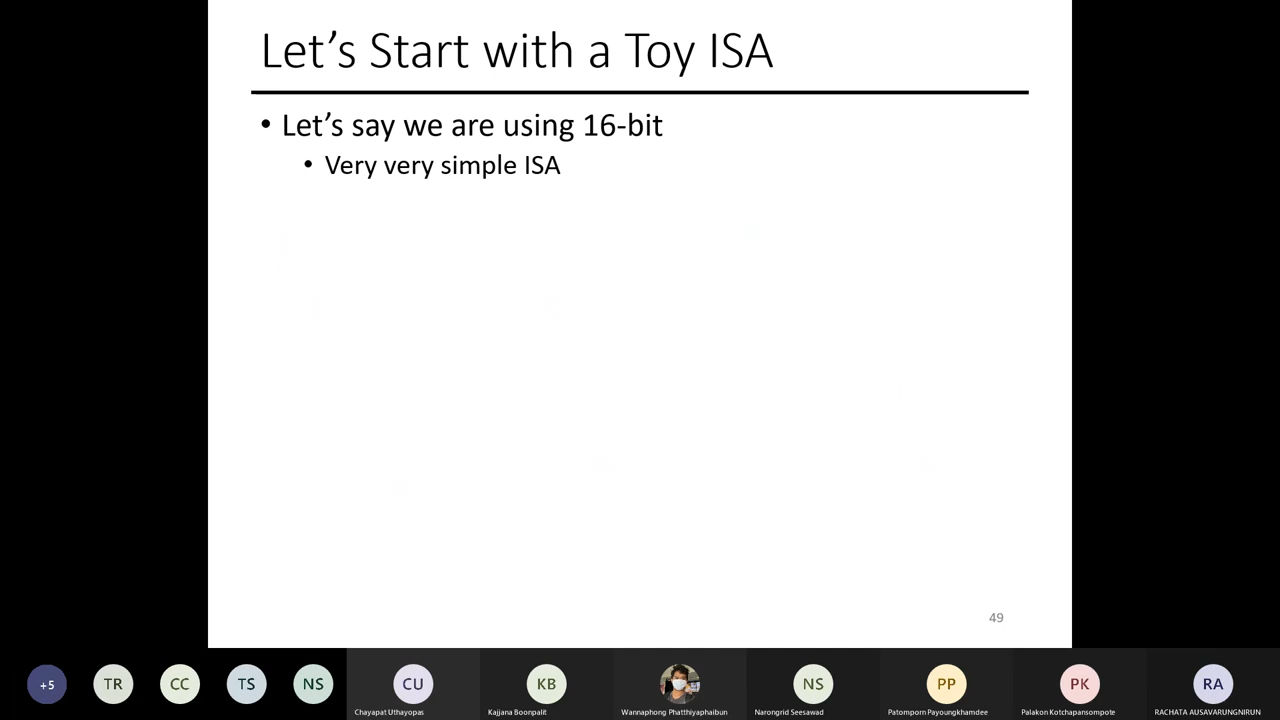 Let's Start with a Toy ISA
• Let's say we are using 16-bit
• Very very simple ISA
49
+5
TR
CC
TS
NS
CU
KB
NS
PP
PK
RA
Chayapat Uthayopas
Kajjana Boonpalit
Wannaphong Phatthiyaphaibun
Narongrid Seesawad
Patomporn Payoungkhamdee
Palakon Kotchapansompote
RACHATA AUSAVARUNGNIRUN